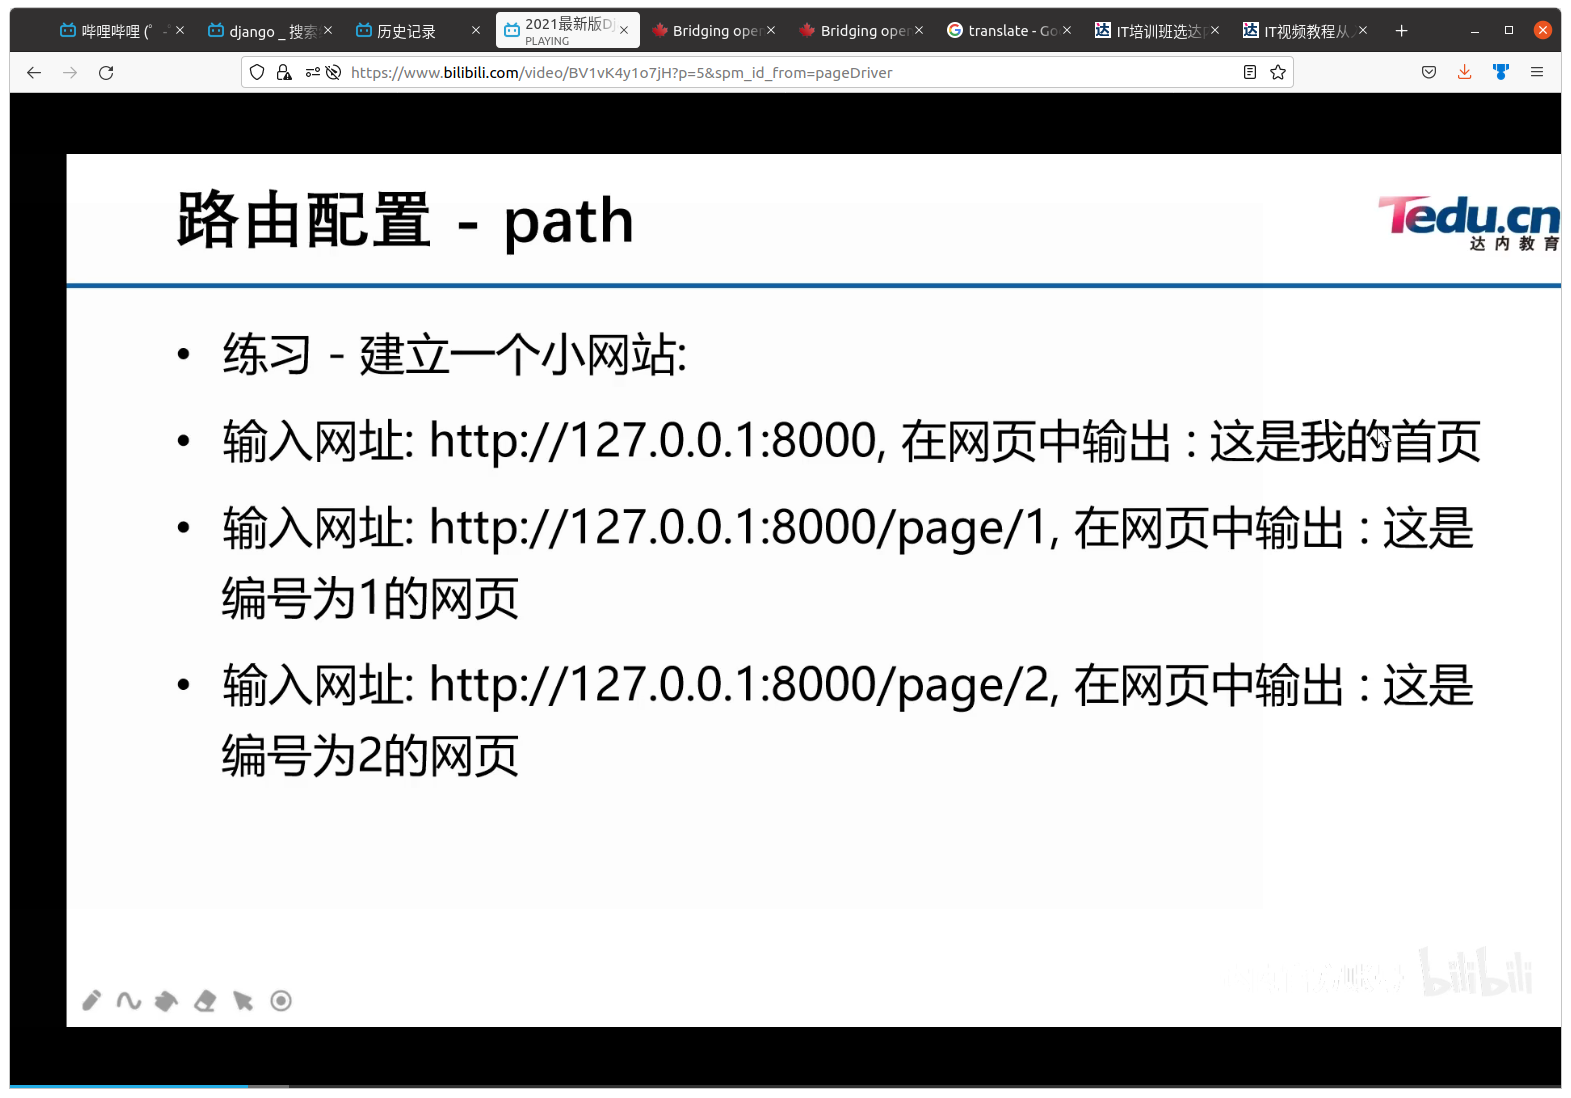 哔哩哔哩 (゜-゜
django _ 搜索
历史记录
2021最新版Dj
PLAYING
Bridging oper
Bridging oper
translate - Go
IT培训班选达内
IT视频教程从入
https://www.bilibili.com/video/BV1vK4y1o7jH?p=5&spm_id_from=pageDriver
路由配置 - path
Tedu.cn
达内教育
• 练习 - 建立一个小网站:
• 输入网址: http://127.0.0.1:8000, 在网页中输出 : 这是我的首页
• 输入网址: http://127.0.0.1:8000/page/1, 在网页中输出 : 这是
编号为1的网页
• 输入网址: http://127.0.0.1:8000/page/2, 在网页中输出 : 这是
编号为2的网页
bilibili